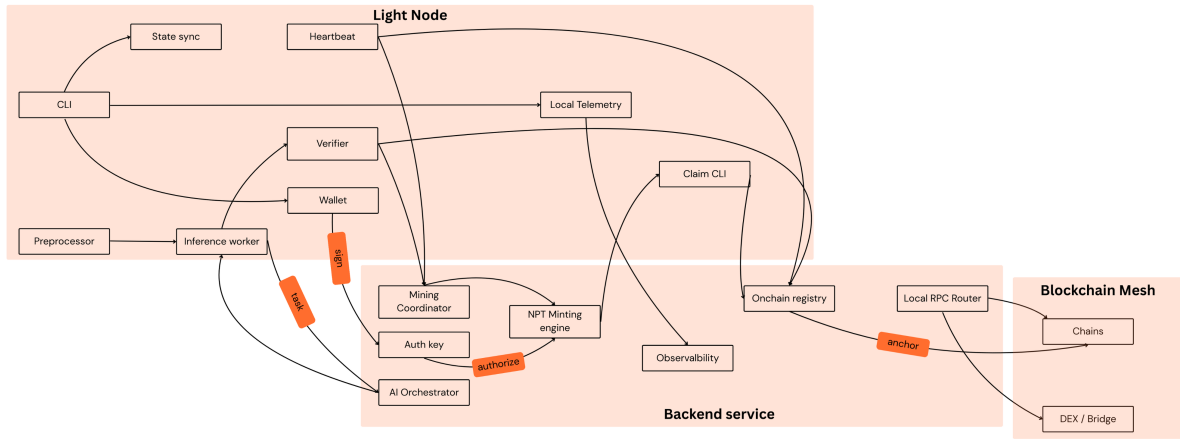 Light Node
State sync
Heartbeat
CLI
Local Telemetry
Verifier
Claim CLI
Wallet
Preprocessor
Inference worker
sign
task
Mining
Coordinator
Onchain registry
Local RPC Router
Blockchain Mesh
NPT Minting
engine
Chains
Auth key
anchor
authorize
Observalbility
AI Orchestrator
Backend service
DEX / Bridge